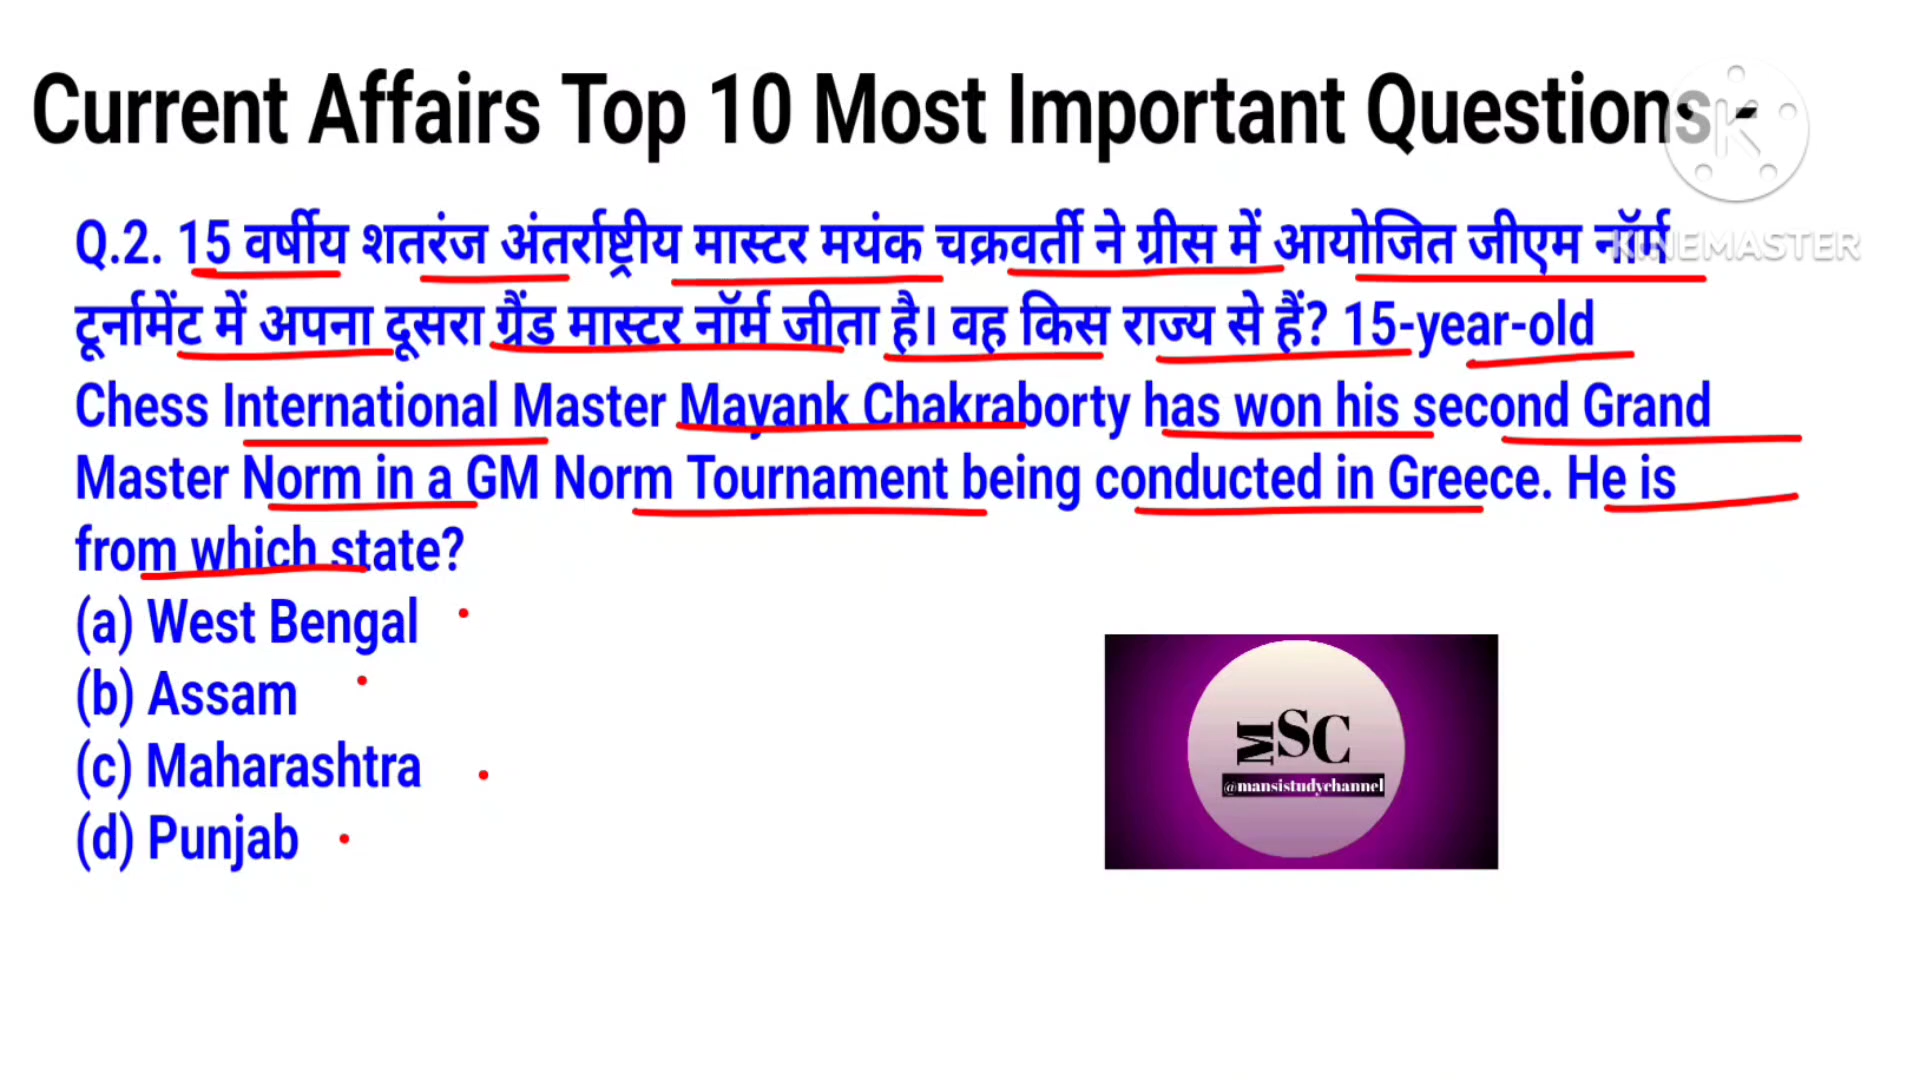 Current Affairs Top 10 Most Important Questions-
Q.2. 15 वर्षीय शतरंज अंतर्राष्ट्रीय मास्टर मयंक चक्रवर्ती ने ग्रीस में आयोजित जीएम नॉर्म
टूर्नामेंट में अपना दूसरा ग्रैंड मास्टर नॉर्म जीता है। वह किस राज्य से हैं? 15-year-old
Chess International Master Mayank Chakraborty has won his second Grand
Master Norm in a GM Norm Tournament being conducted in Greece. He is
from which state?
(a) West Bengal
(b) Assam
(c) Maharashtra
(d) Punjab
K
KINEMASTER
MSC
@mansistudychannel